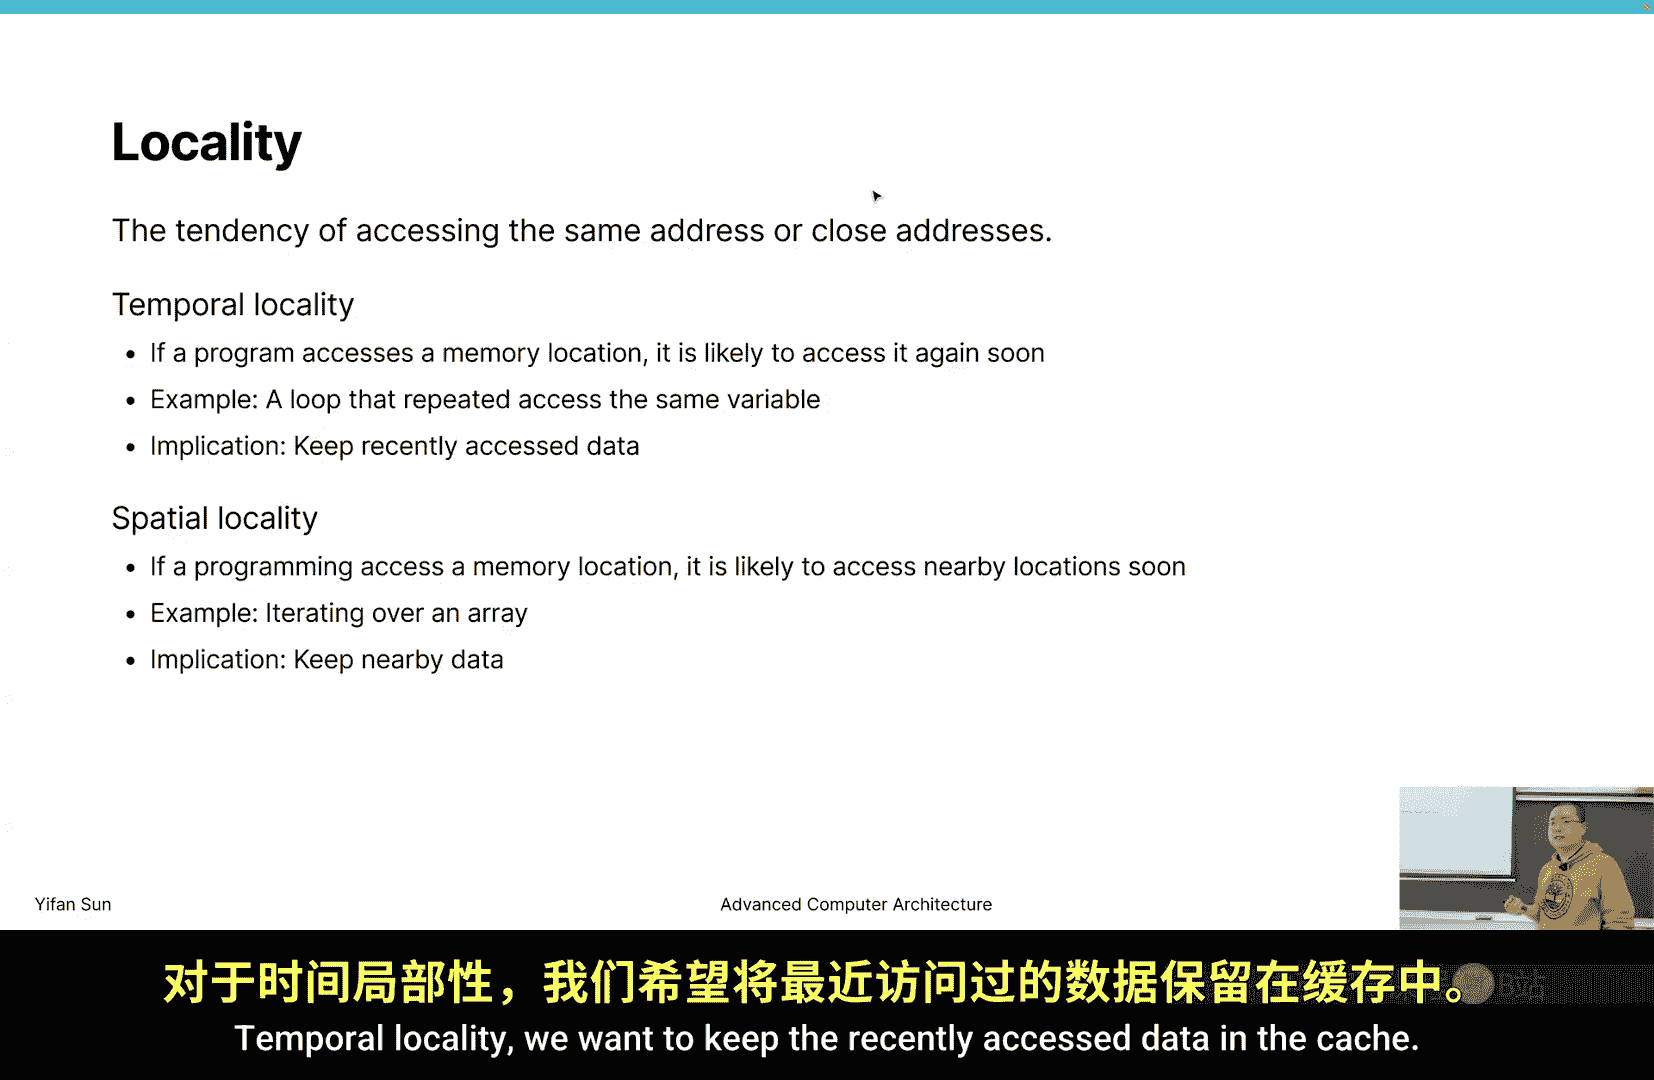 Locality
The tendency of accessing the same address or close addresses.
Temporal locality
• If a program accesses a memory location, it is likely to access it again soon
• Example: A loop that repeated access the same variable
• Implication: Keep recently accessed data
Spatial locality
• If a programming access a memory location, it is likely to access nearby locations soon
• Example: Iterating over an array
• Implication: Keep nearby data
Yifan Sun
Advanced Computer Architecture
对于时间局部性，我们希望将最近访问过的数据保留在缓存中。
Temporal locality, we want to keep the recently accessed data in the cache.